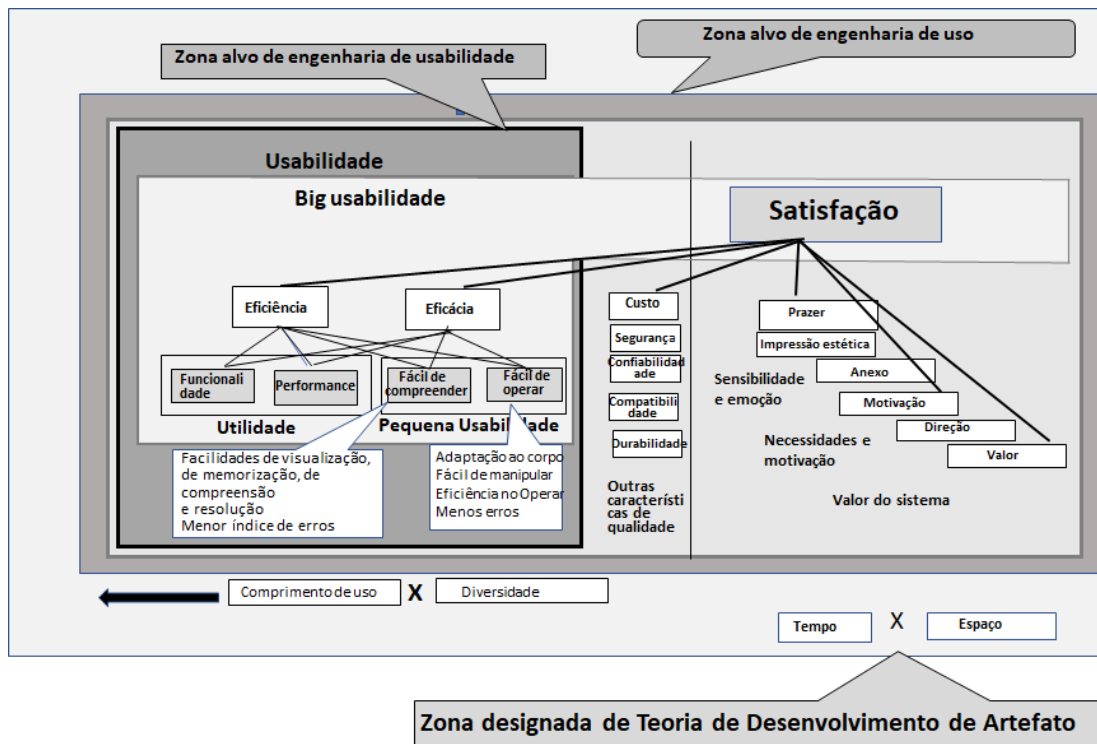 Zona alvo de engenharia de usabilidade
Zona alvo de engenharia de uso
Usabilidade
Big usabilidade
Satisfação
Eficiência
Eficácia
Funcionali
dade
Performance
Fácil de
compreender
Fácil de
operar
Utilidade
Pequena Usabilidade
Facilidades de visualização,
de memorização, de
compreensão
e resolução
Menor índice de erros
Adaptação ao corpo
Fácil de manipular
Eficiência no Operar
Menos erros
Custo
Segurança
Confiabilidad
ade
Compatibili
dade
Durabilidade
Outras
característi
cas de
qualidade
Prazer
Impressão estética
Anexo
Motivação
Direção
Valor
Sensibilidade
e emoção
Necessidades e
motivação
Valor do sistema
Comprimento de uso
X
Diversidade
Tempo
X
Espaço
Zona designada de Teoria de Desenvolvimento de Artefato